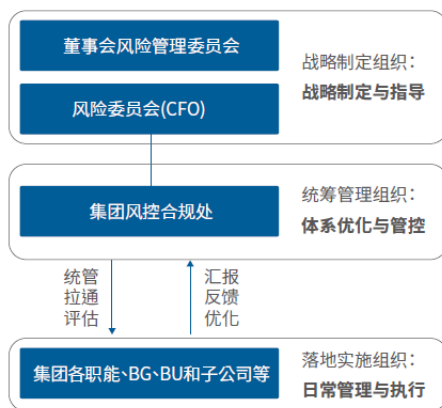 董事会风险管理委员会
风险委员会(CFO)
战略制定组织：
战略制定与指导
集团风控合规处
统筹管理组织：
体系优化与管控
统管
拉通
评估
汇报
反馈
优化
集团各职能、BG、BU和子公司等
落地实施组织：
日常管理与执行